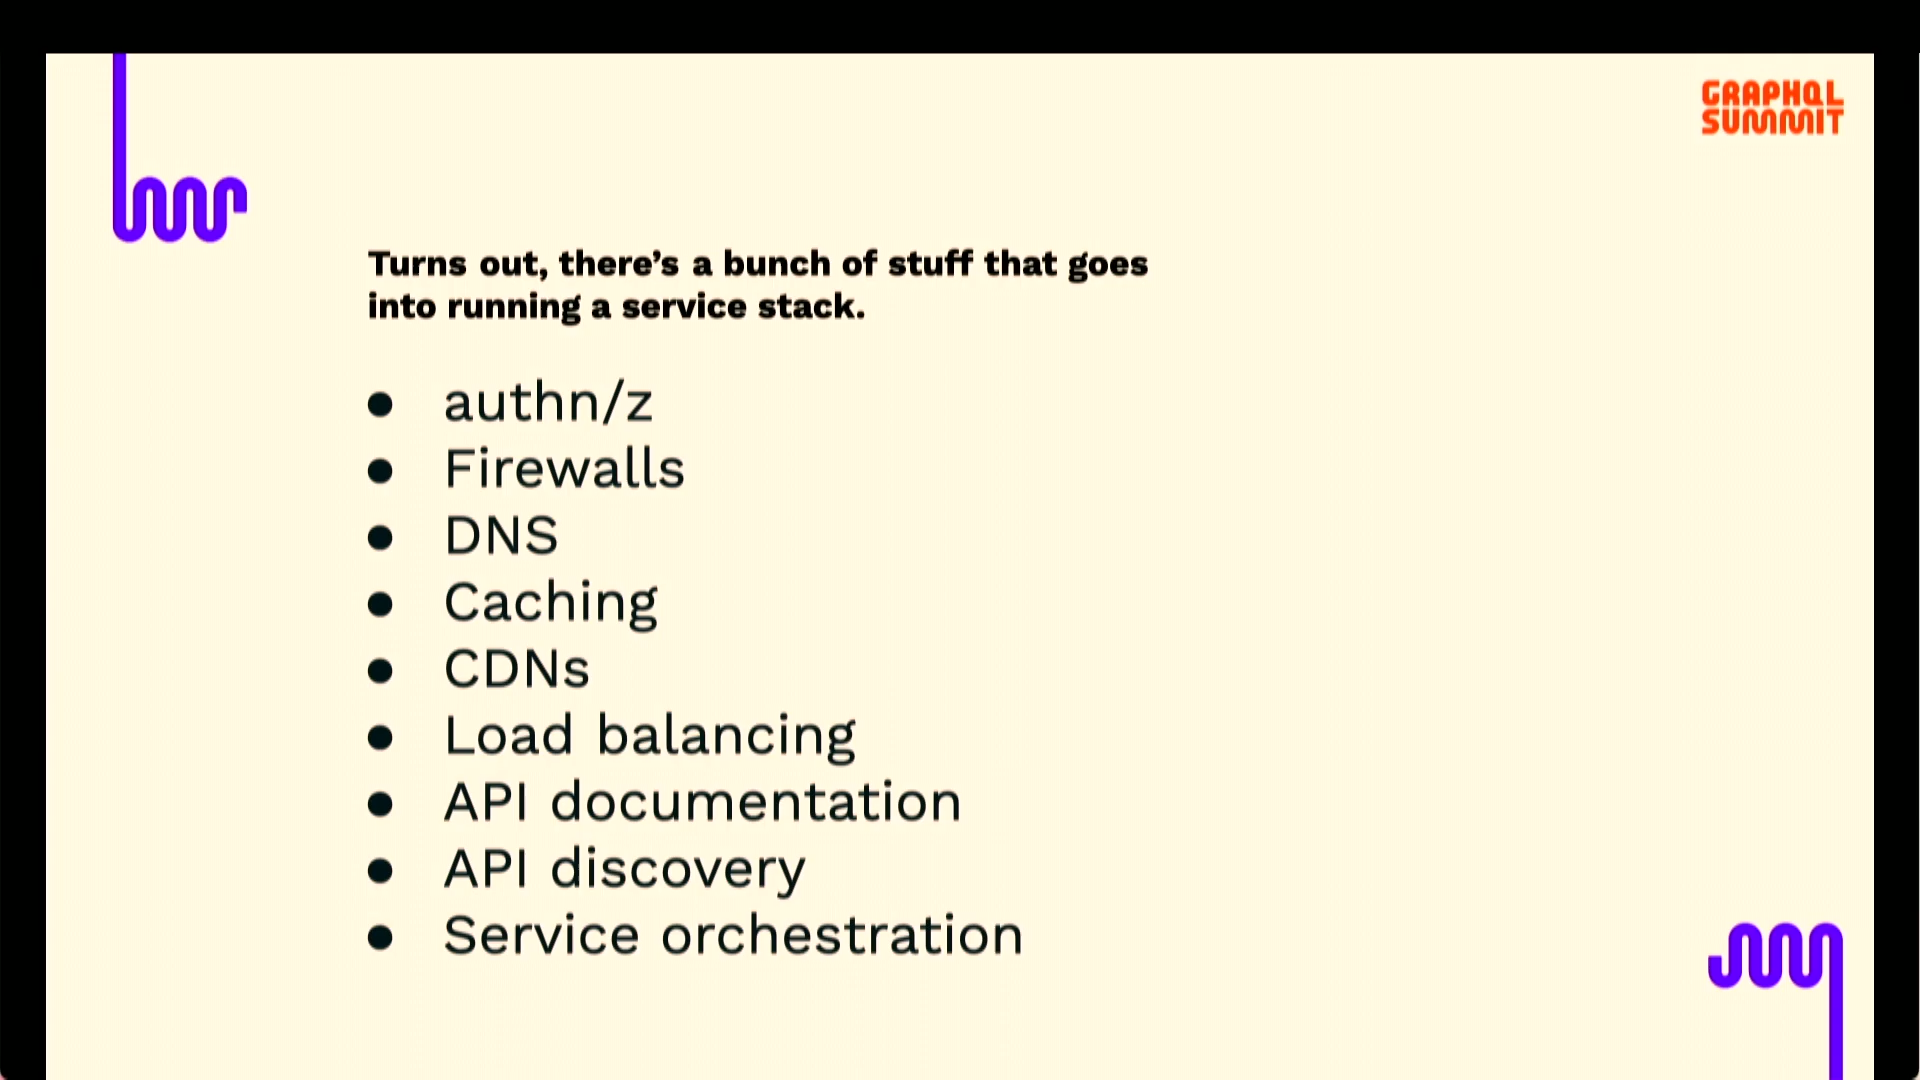 GRAPHQL
SUMMIT
Turns out, there’s a bunch of stuff that goes
into running a service stack.
● authn/z
● Firewalls
● DNS
● Caching
● CDNs
● Load balancing
● API documentation
● API discovery
● Service orchestration